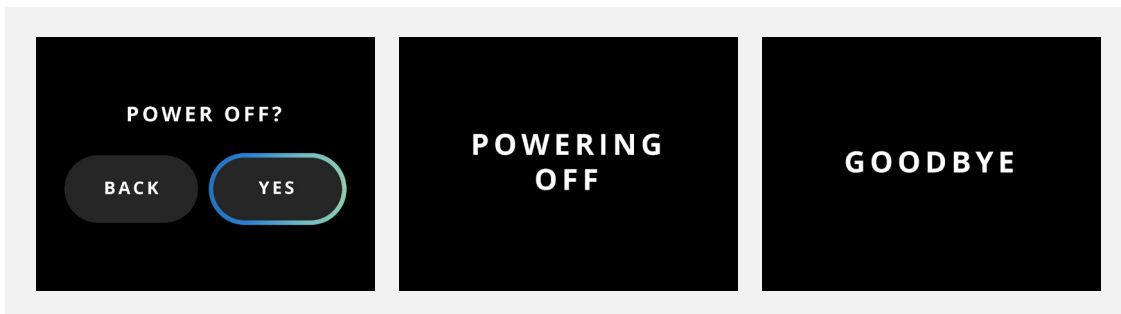 POWER OFF?
BACK YES
POWERING
OFF
GOODBYE